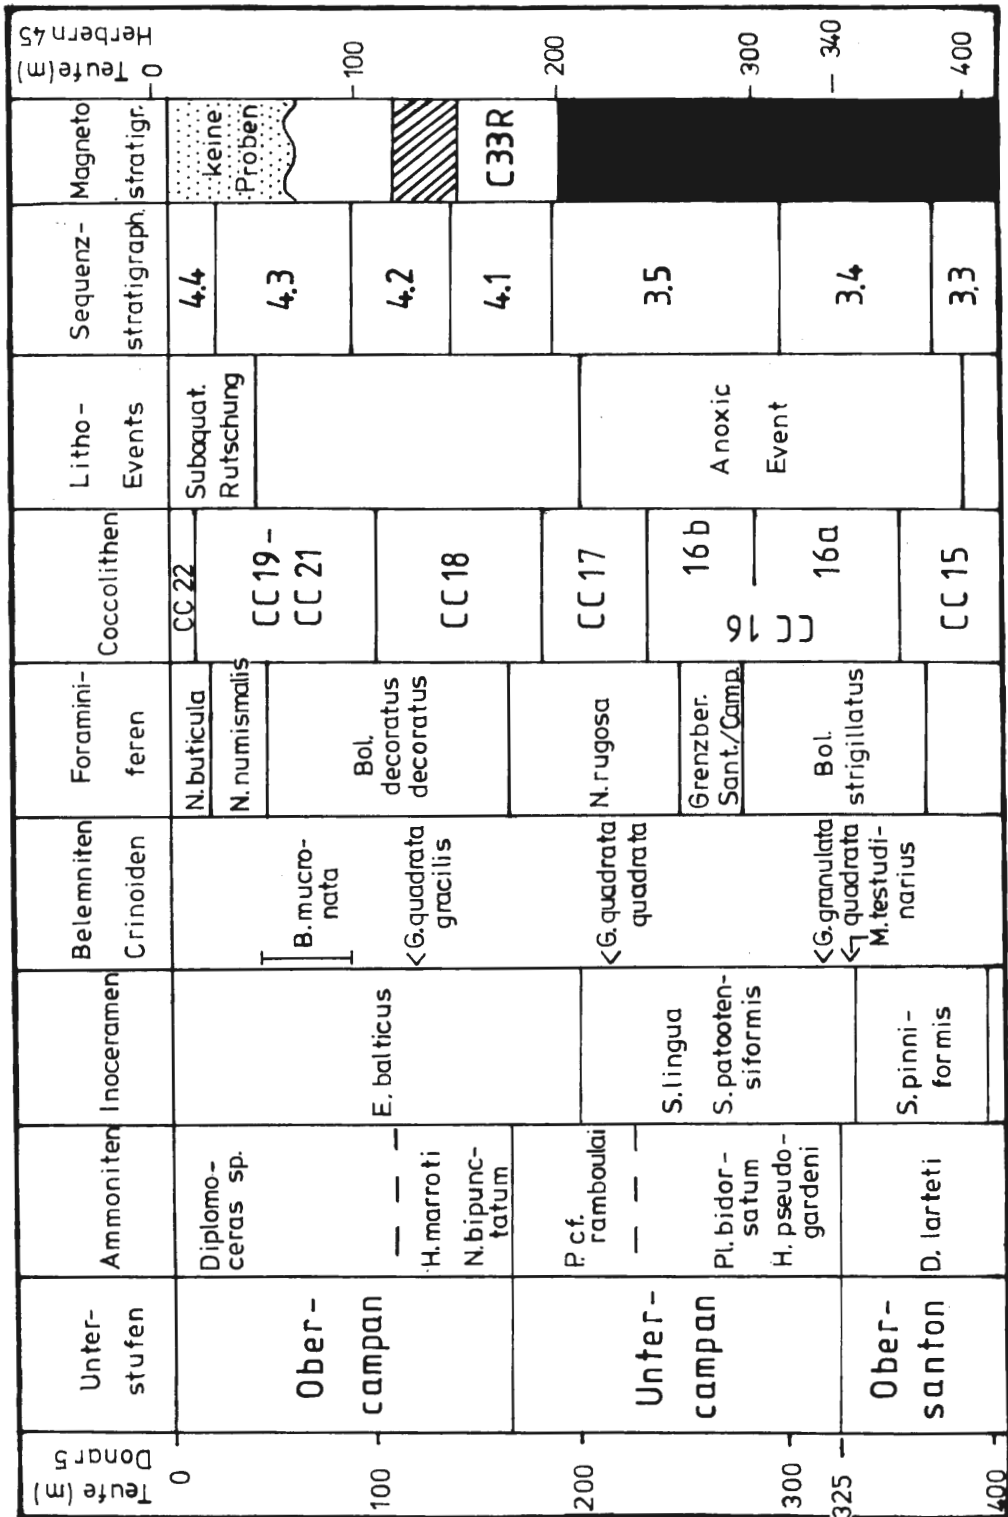 Teufe (m)
Donar 5
0
100
200
300
325
400
Unter-
stufen
Ober-
campan
Unter-
campan
Ober-
santon
Ammoniten
Diplomo-
ceras sp.
H. marroti
N. bipunc-
tatum
P. cf.
ramboulai
Pl. bidor-
satum
H. pseudo-
gardeni
D. larteti
Inoceramen
E. balticus
S. lingua
S. patooten-
siformis
S. pinni-
formis
Belemniten
Crinoiden
B. mucro-
nata
<G. quadrata
gracilis
<G. quadrata
quadrata
<G. granulata
quadrata
M. testudi-
narius
Foramini-
feren
N. buticula
N. numismalis
Bol.
decoratus
decoratus
N. rugosa
Grenzber.
Sant./Camp.
Bol.
strigillatus
Coccolithen
CC 22
CC 19 –
CC 21
CC 18
CC 17
16 b
CC 16
16 a
CC 15
Litho-
Events
Subaquat.
Rutschung
Anoxic
Event
Sequenz-
stratigraph.
4.4
4.3
4.2
4.1
3.5
3.4
3.3
Magneto
stratigr.
keine
Proben
C33R
Teufe (m)
Herbern 45
0
100
200
300
340
400